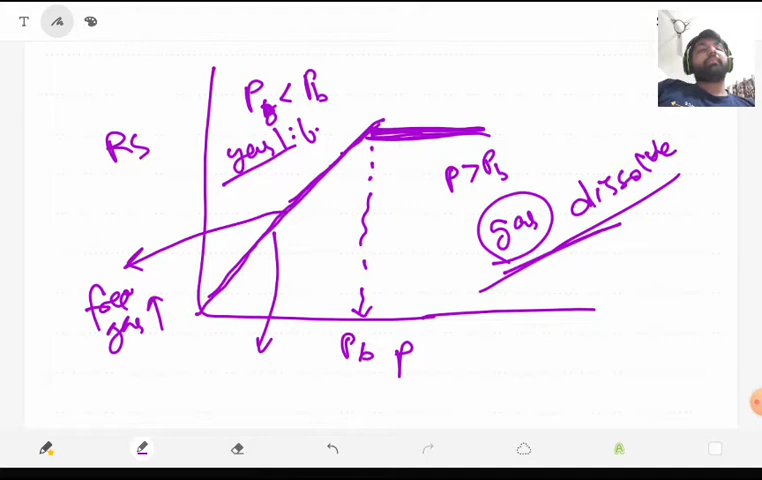 P < Pb
gas lib.
RS
p > Pb
gas dissolve
free
gas ↑
Pb p